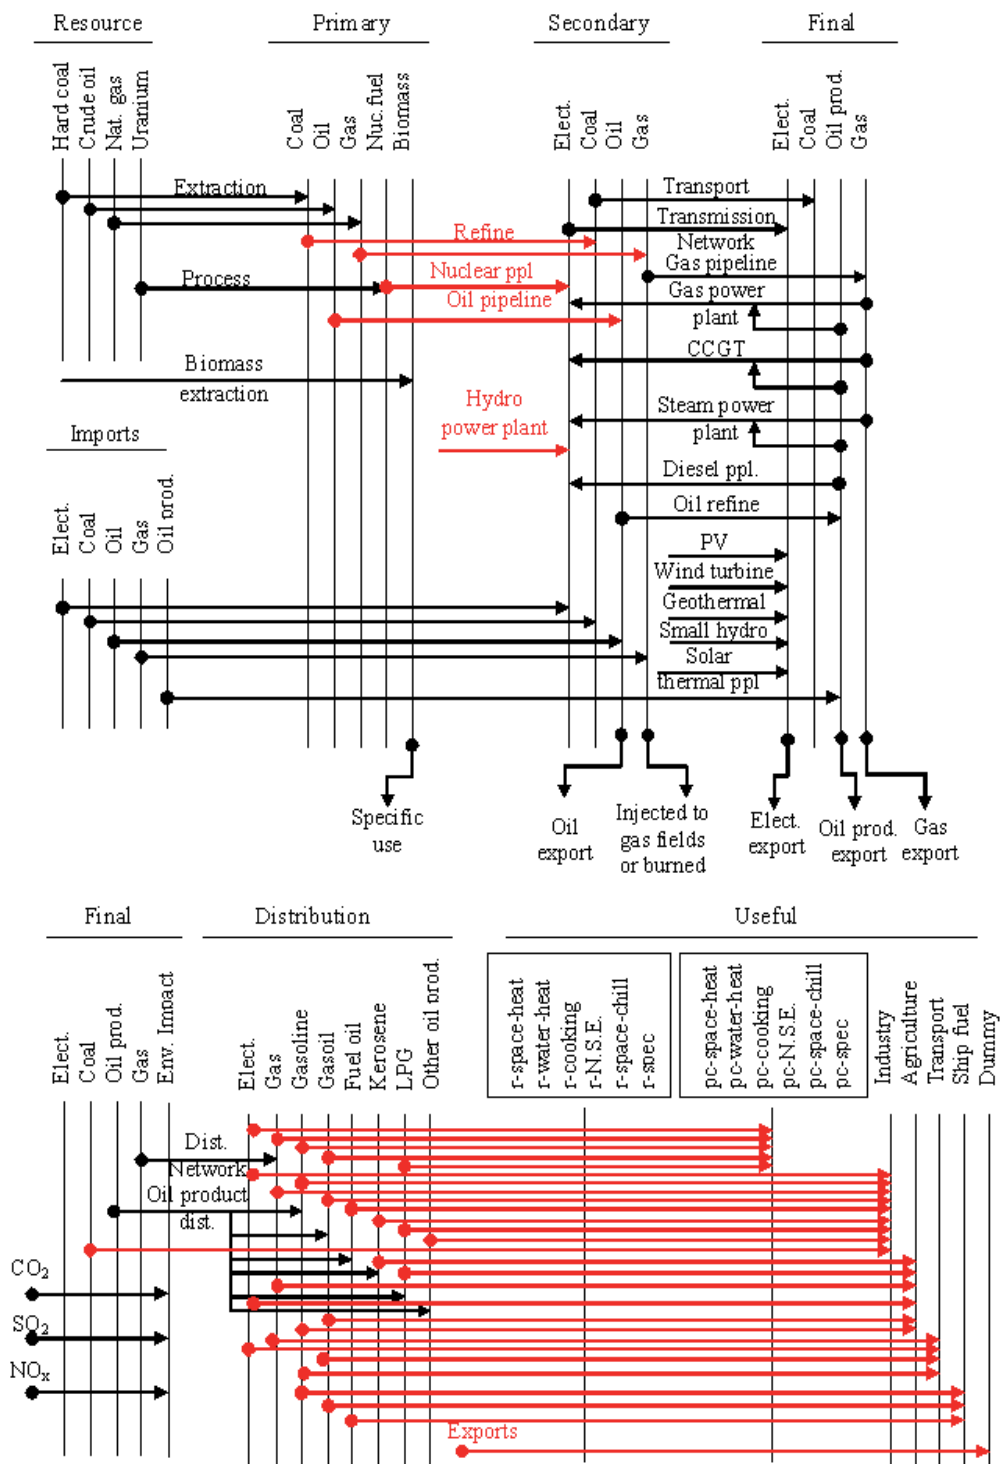 Resource
Primary
Secondary
Final
Hard coal
Crude oil
Nat. gas
Uranium
Coal
Oil
Gas
Nuc. fuel
Biomass
Elect.
Coal
Oil
Gas
Elect.
Coal
Oil prod.
Gas
Extraction
Transport
Transmission
Network
Refine
Gas pipeline
Process
Nuclear ppl
Oil pipeline
Gas power
plant
CCGT
Biomass
extraction
Hydro
power plant
Steam power
plant
Imports
Diesel ppl.
Oil refine
Elect.
Coal
Oil
Gas
Oil prod.
PV
Wind turbine
Geothermal
Small hydro
Solar
thermal ppl
Specific
use
Oil
export
Injected to
gas fields
or burned
Elect.
export
Oil prod.
export
Gas
export
Final
Distribution
Useful
Elect.
Coal
Oil prod.
Gas
Env. Impact
Elect.
Gas
Gasoline
Gasoil
Fuel oil
Kerosene
LPG
Other oil prod.
r-space-heat
r-water-heat
r-cooking
r-N.S.E.
r-space-chill
r-spec
pc-space-heat
pc-water-heat
pc-cooking
pc-N.S.E.
pc-space-chill
pc-spec
Industry
Agriculture
Transport
Ship fuel
Dummy
Dist.
Network
Oil product
dist.
CO2
SO2
NOx
Exports